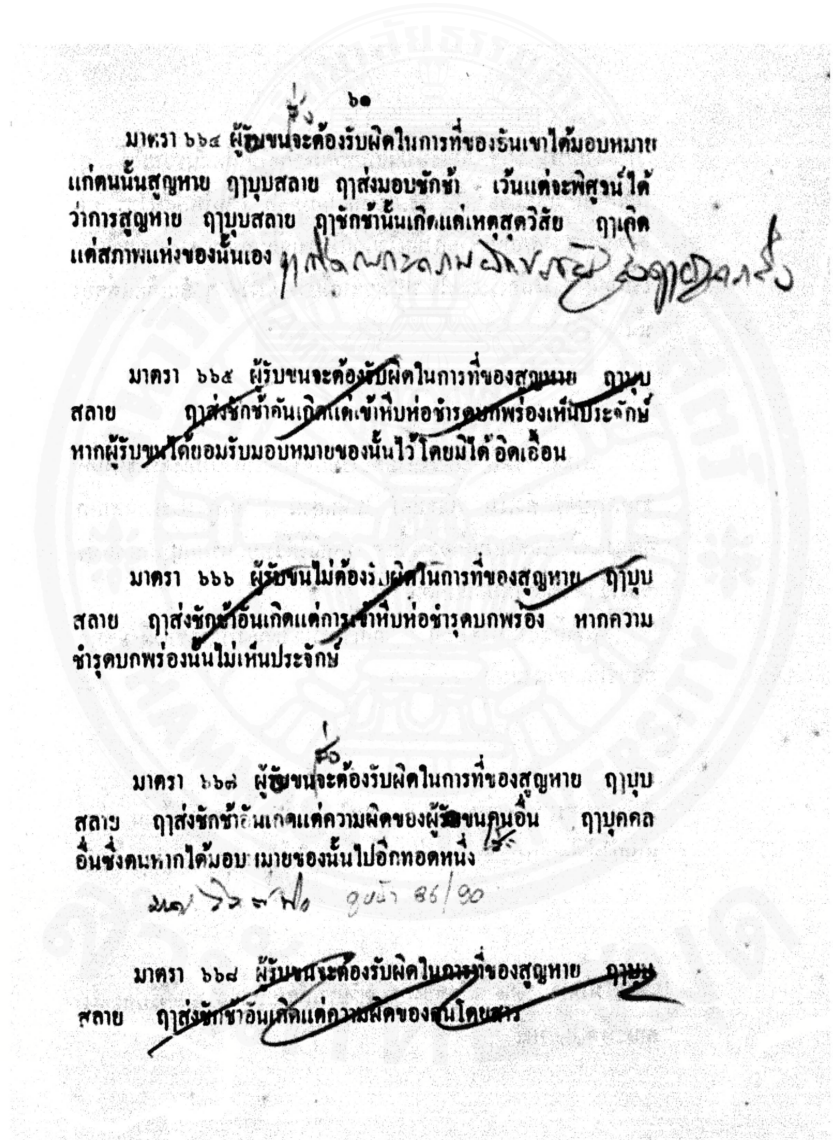 ๖๑
ส่ง
มาตรา ๖๖๔ ผู้รับขนจะต้องรับผิดในการที่ของอันเขาได้มอบหมาย
แก่ตนนั้นสูญหาย ฤๅบุบสลาย ฤๅส่งมอบชักช้า เว้นแต่จะพิสูจน์ได้
ว่าการสูญหาย ฤๅบุบสลาย ฤๅชักช้านั้นเกิดแต่เหตุสุดวิสัย ฤๅเกิด
แต่สภาพแห่งของนั้นเอง
มาตรา ๖๖๕ ผู้รับขนจะต้องรับผิดในการที่ของสูญหาย ฤๅบุบ
สลาย ฤๅส่งชักช้าอันเกิดแต่เข้าหีบห่อชำรุดบกพร่องเห็นประจักษ์
หากผู้รับขนได้ยอมรับมอบหมายของนั้นไว้โดยมิได้อิดเอื้อน
มาตรา ๖๖๖ ผู้รับขนไม่ต้องรับผิดในการที่ของสูญหาย ฤๅบุบ
สลาย ฤๅส่งชักช้าอันเกิดแต่การเข้าหีบห่อชำรุดบกพร่อง หากความ
ชำรุดบกพร่องนั้นไม่เห็นประจักษ์
ส่ง
มาตรา ๖๖๗ ผู้รับขนจะต้องรับผิดในการที่ของสูญหาย ฤๅบุบ
สลาย ฤๅส่งชักช้าอันเกิดแต่ความผิดของผู้รับขนคนอื่น ฤๅบุคคล
อื่นซึ่งตนหากได้มอบหมายของนั้นไปอีกทอดหนึ่ง
ดูหน้า 86/90
มาตรา ๖๖๘ ผู้รับขนจะต้องรับผิดในการที่ของสูญหาย ฤๅบุบ
สลาย ฤๅส่งชักช้าอันเกิดแต่ความผิดของคนโดยสาร